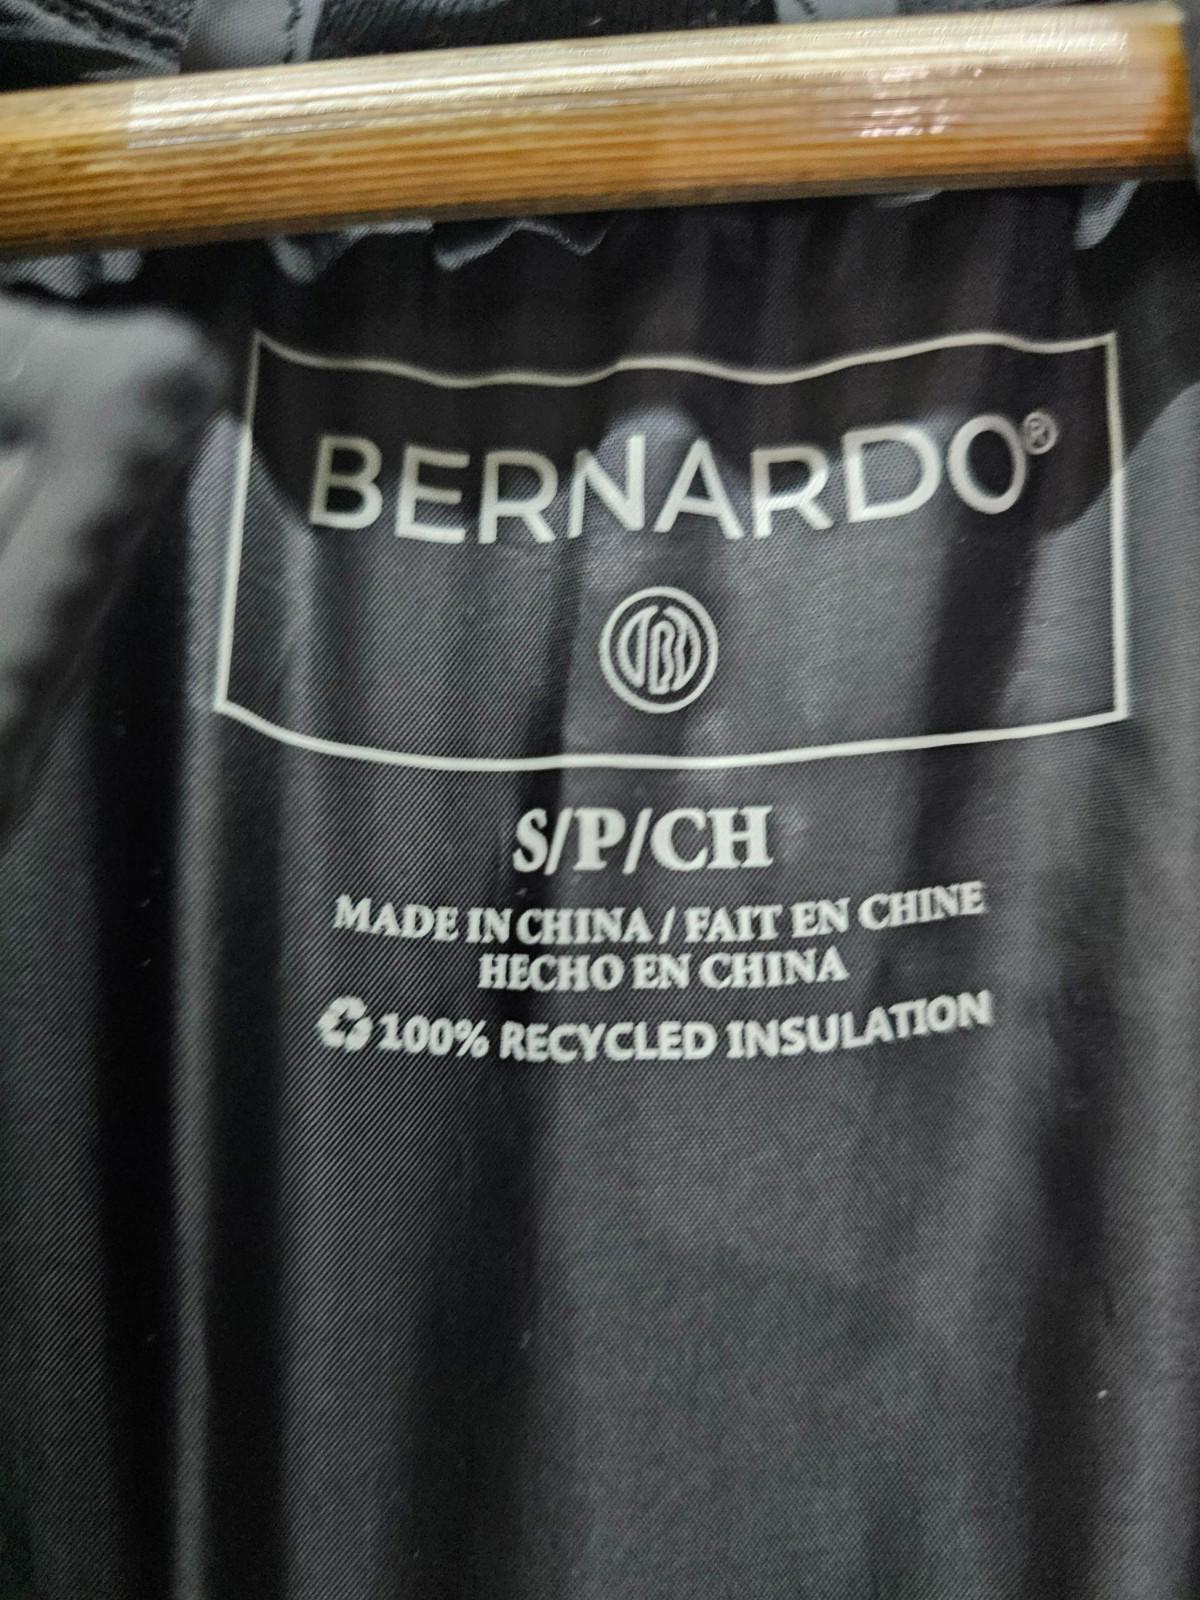 BERNARDO®
S/P/CH
MADE IN CHINA / FAIT EN CHINE
HECHO EN CHINA
100% RECYCLED INSULATION